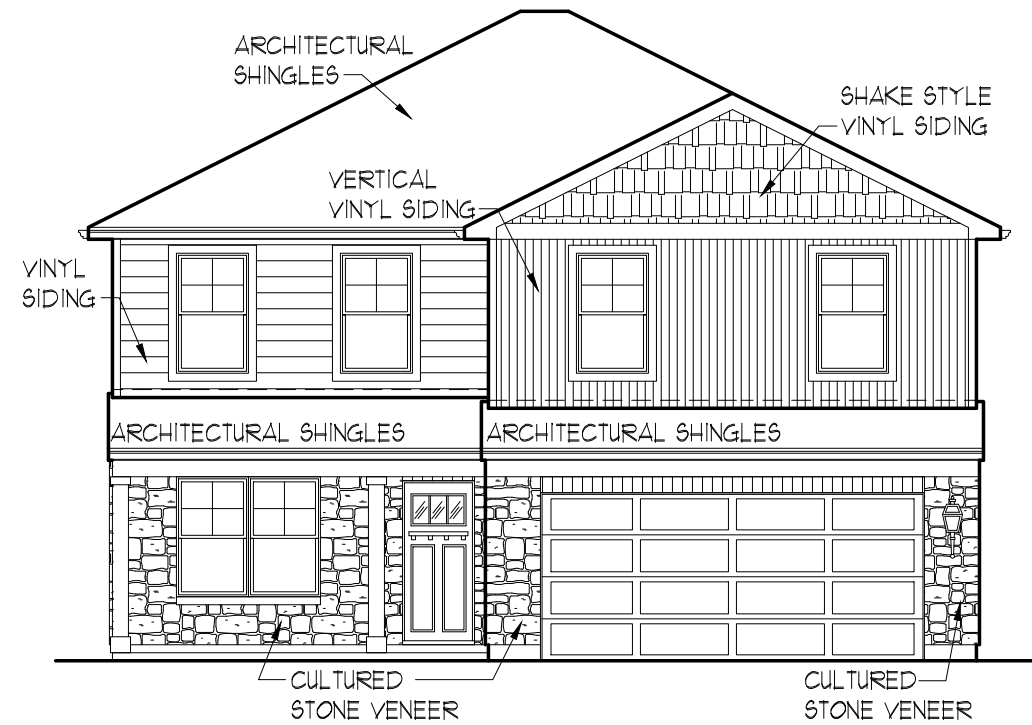 ARCHITECTURAL
SHINGLES
SHAKE STYLE
VINYL SIDING
VERTICAL
VINYL SIDING
VINYL
SIDING
ARCHITECTURAL SHINGLES
ARCHITECTURAL SHINGLES
CULTURED
STONE VENEER
CULTURED
STONE VENEER